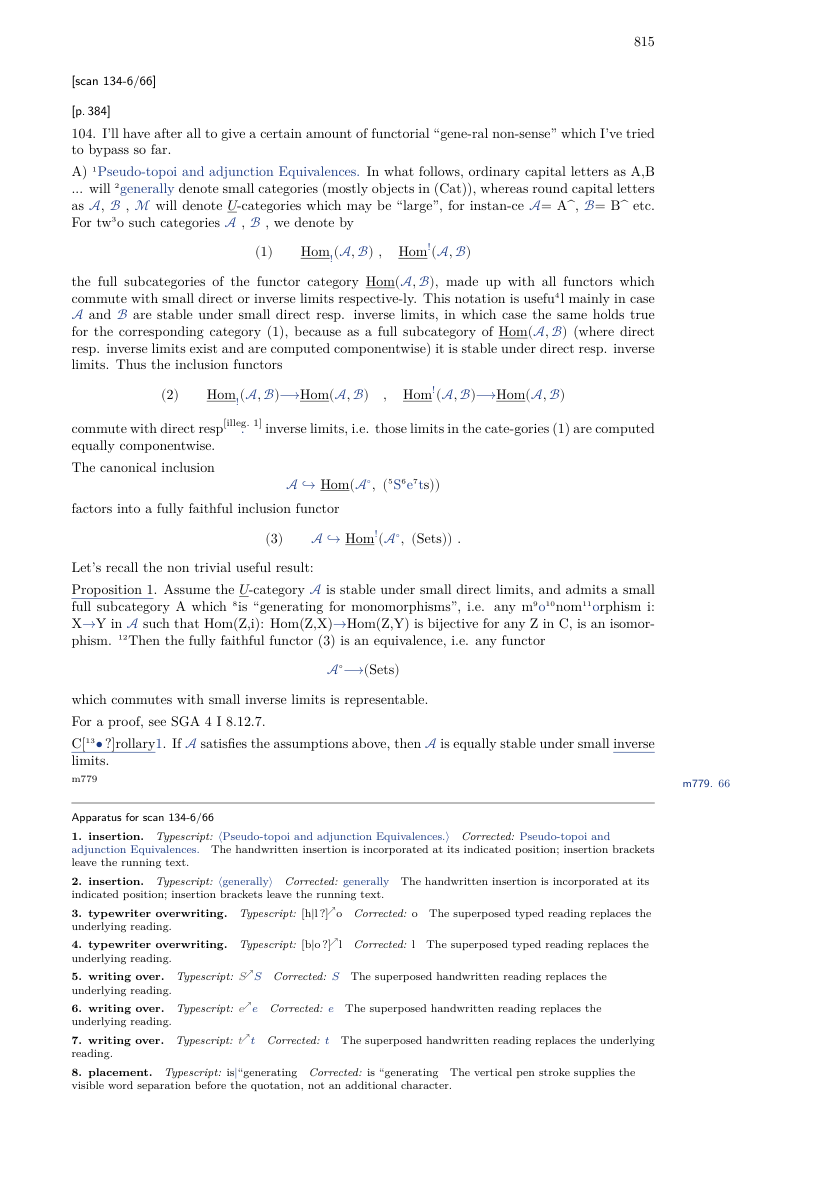 815
[scan 134-6/66]
[p. 384]
104. I'll have after all to give a certain amount of functorial “gene-ral non-sense” which I've tried
to bypass so far.
A) ¹Pseudo-topoi and adjunction Equivalences. In what follows, ordinary capital letters as A,B
... will ²generally denote small categories (mostly objects in (Cat)), whereas round capital letters
as 𝒜, ℬ , ℳ will denote U-categories which may be “large”, for instan-ce 𝒜= A^, ℬ= B^ etc.
For tw³o such categories 𝒜 , ℬ , we denote by
(1) Hom_!(𝒜,ℬ) , Hom^!(𝒜,ℬ)
the full subcategories of the functor category Hom(𝒜,ℬ), made up with all functors which
commute with small direct or inverse limits respective-ly. This notation is usefu⁴l mainly in case
𝒜 and ℬ are stable under small direct resp. inverse limits, in which case the same holds true
for the corresponding category (1), because as a full subcategory of Hom(𝒜,ℬ) (where direct
resp. inverse limits exist and are computed componentwise) it is stable under direct resp. inverse
limits. Thus the inclusion functors
(2) Hom_!(𝒜,ℬ)⟶Hom(𝒜,ℬ) , Hom^!(𝒜,ℬ)⟶Hom(𝒜,ℬ)
commute with direct resp[illeg. 1]. inverse limits, i.e. those limits in the cate-gories (1) are computed
equally componentwise.
The canonical inclusion
𝒜 ↪ Hom(𝒜°, (⁵S⁶e⁷ts))
factors into a fully faithful inclusion functor
(3) 𝒜 ↪ Hom^!(𝒜°, (Sets)) .
Let's recall the non trivial useful result:
Proposition 1. Assume the U-category 𝒜 is stable under small direct limits, and admits a small
full subcategory A which ⁸is “generating for monomorphisms”, i.e. any m⁹o¹⁰nom¹¹orphism i:
X→Y in 𝒜 such that Hom(Z,i): Hom(Z,X)→Hom(Z,Y) is bijective for any Z in C, is an isomor-
phism. ¹²Then the fully faithful functor (3) is an equivalence, i.e. any functor
𝒜°⟶(Sets)
which commutes with small inverse limits is representable.
For a proof, see SGA 4 I 8.12.7.
C[¹³• ?]rollary1. If 𝒜 satisfies the assumptions above, then 𝒜 is equally stable under small inverse
limits.
m779
m779. 66
Apparatus for scan 134-6/66
1. insertion. Typescript: ⟨Pseudo-topoi and adjunction Equivalences.⟩ Corrected: Pseudo-topoi and
adjunction Equivalences. The handwritten insertion is incorporated at its indicated position; insertion brackets
leave the running text.
2. insertion. Typescript: ⟨generally⟩ Corrected: generally The handwritten insertion is incorporated at its
indicated position; insertion brackets leave the running text.
3. typewriter overwriting. Typescript: [h|l ?]↗o Corrected: o The superposed typed reading replaces the
underlying reading.
4. typewriter overwriting. Typescript: [b|o ?]↗l Corrected: l The superposed typed reading replaces the
underlying reading.
5. writing over. Typescript: S↗S Corrected: S The superposed handwritten reading replaces the
underlying reading.
6. writing over. Typescript: e↗e Corrected: e The superposed handwritten reading replaces the
underlying reading.
7. writing over. Typescript: t↗t Corrected: t The superposed handwritten reading replaces the underlying
reading.
8. placement. Typescript: is|“generating Corrected: is “generating The vertical pen stroke supplies the
visible word separation before the quotation, not an additional character.